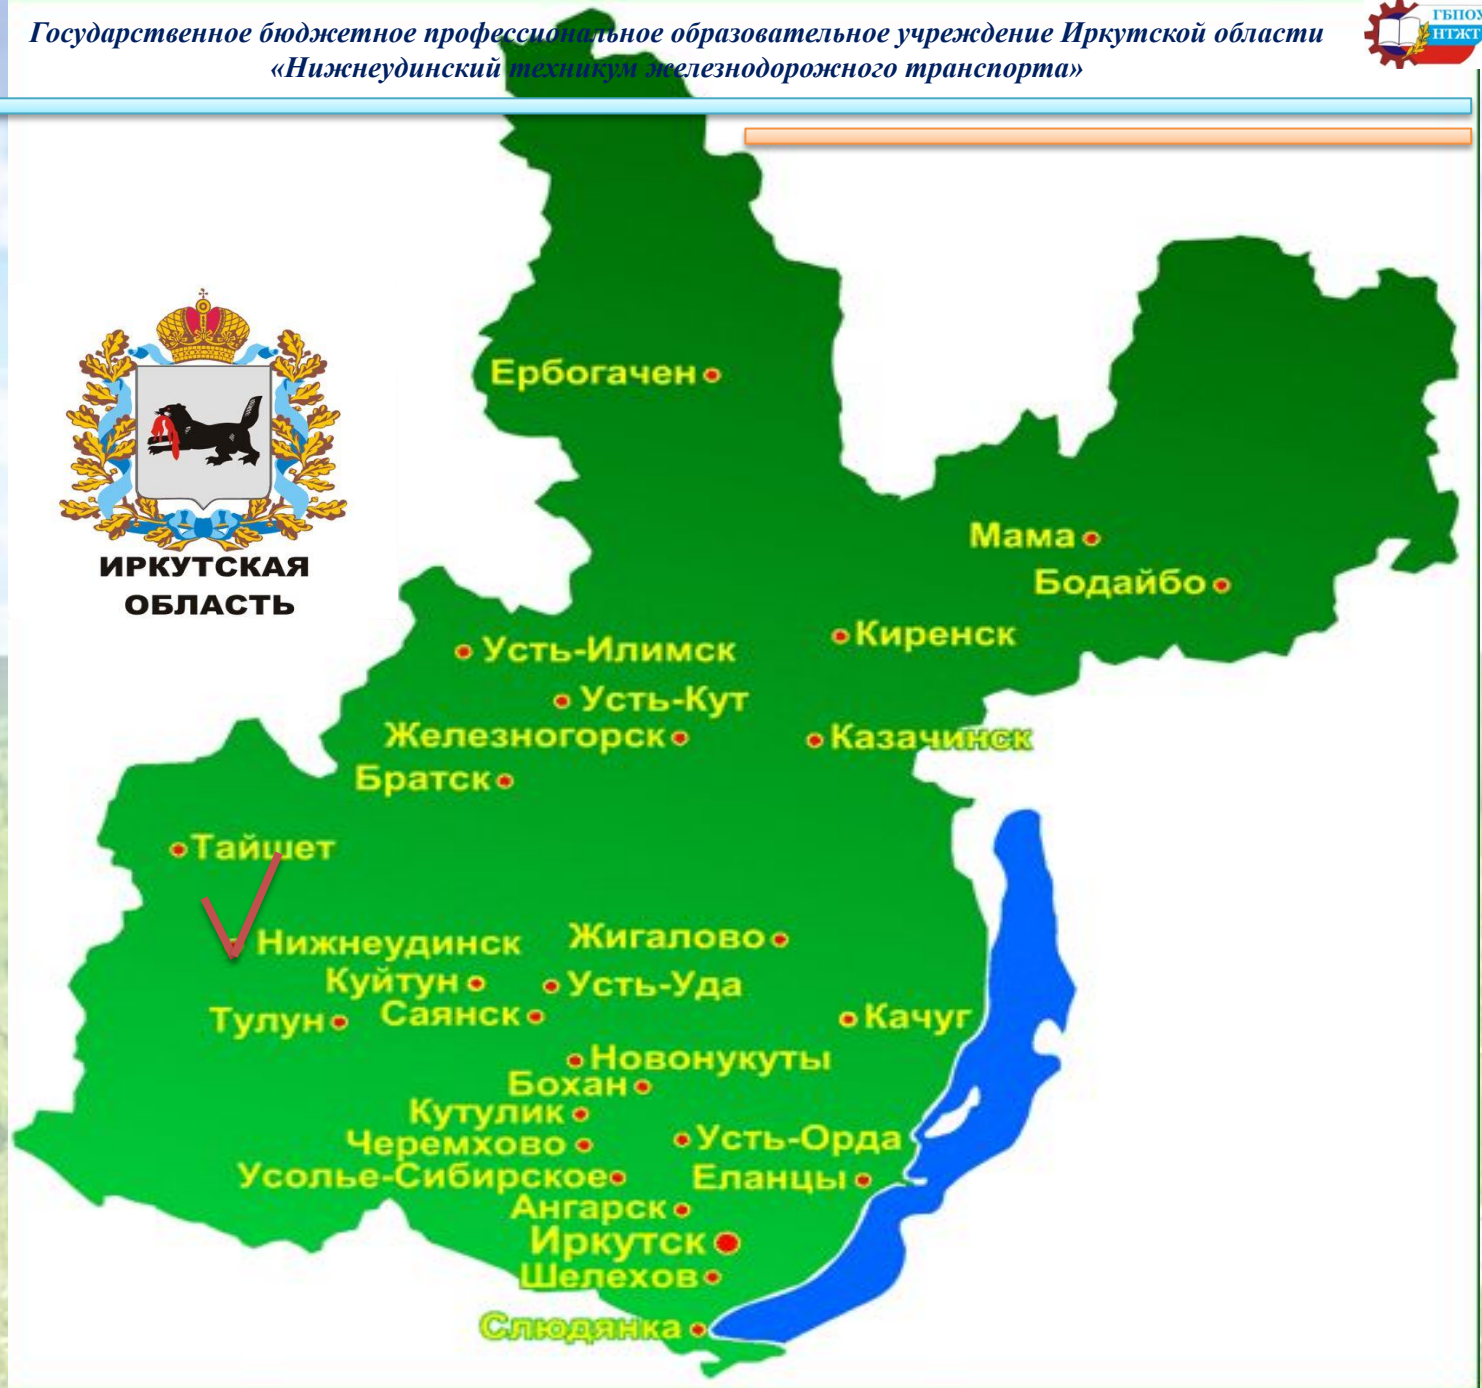 Государственное бюджетное профессиональное образовательное учреждение Иркутской области
«Нижнеудинский техникум железнодорожного транспорта»
ГБПОУ
НТЖТ
ИРКУТСКАЯ
ОБЛАСТЬ
Ербогачен
Мама
Бодайбо
Киренск
Усть-Илимск
Усть-Кут
Железногорск
Казачинск
Братск
Тайшет
Нижнеудинск
Жигалово
Куйтун
Усть-Уда
Тулун
Саянск
Качуг
Новонукуты
Бохан
Кутулик
Черемхово
Усть-Орда
Усолье-Сибирское
Еланцы
Ангарск
Иркутск
Шелехов
Слюдянка